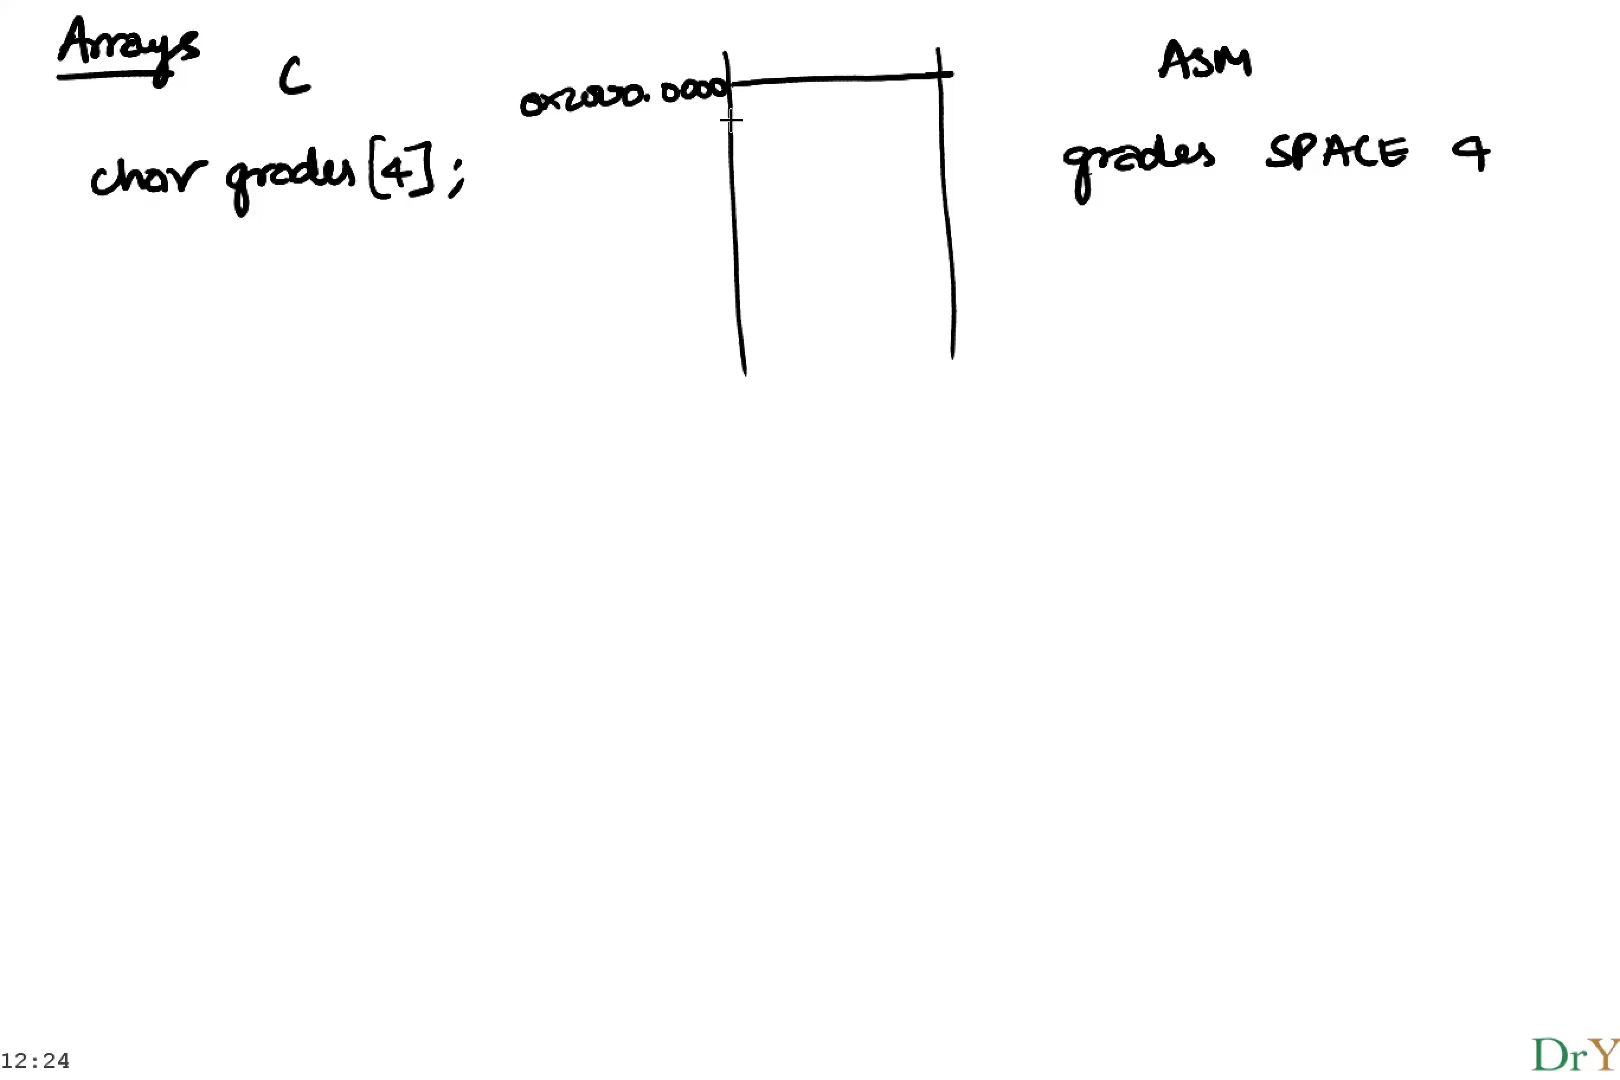 Arrays
C
ASM
0x2000.0000
char grades[4];
grades SPACE 4
12:24
DrY